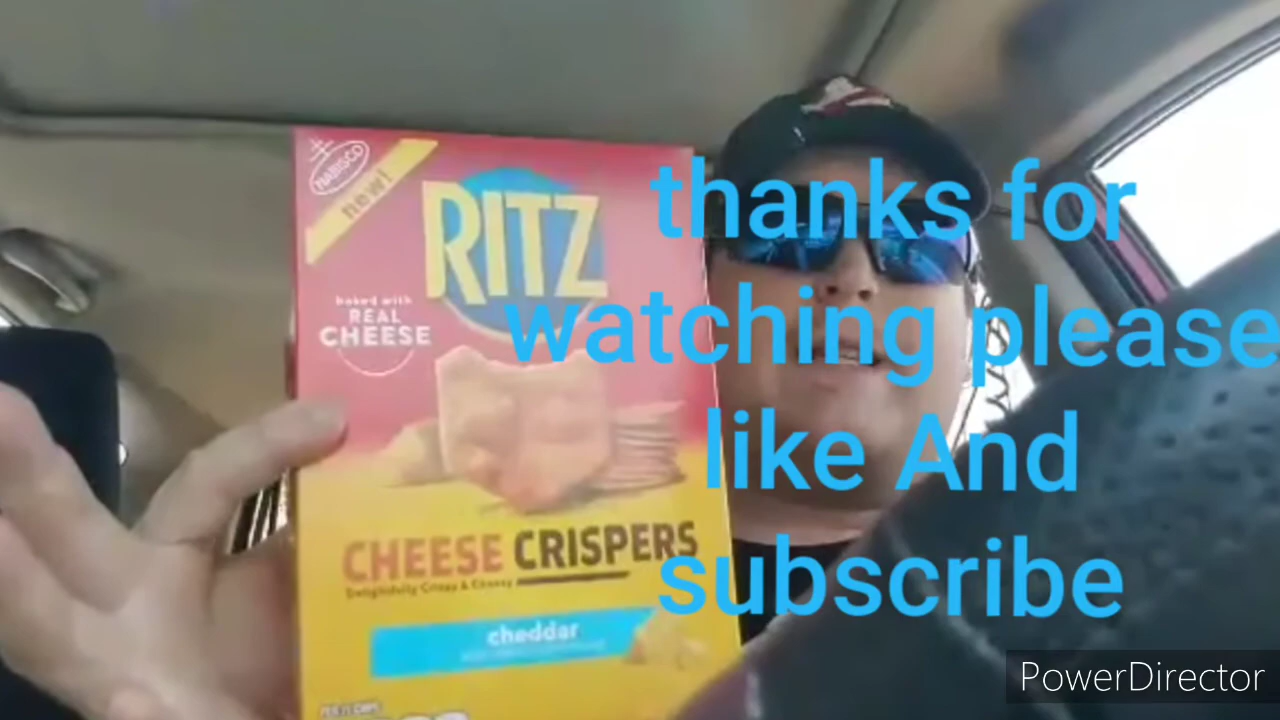 NABISCO
new!
RITZ
baked with
REAL
CHEESE
CHEESE CRISPERS
Delightfully Crispy & Cheesy
cheddar
thanks for
watching please
like And
subscribe
PowerDirector